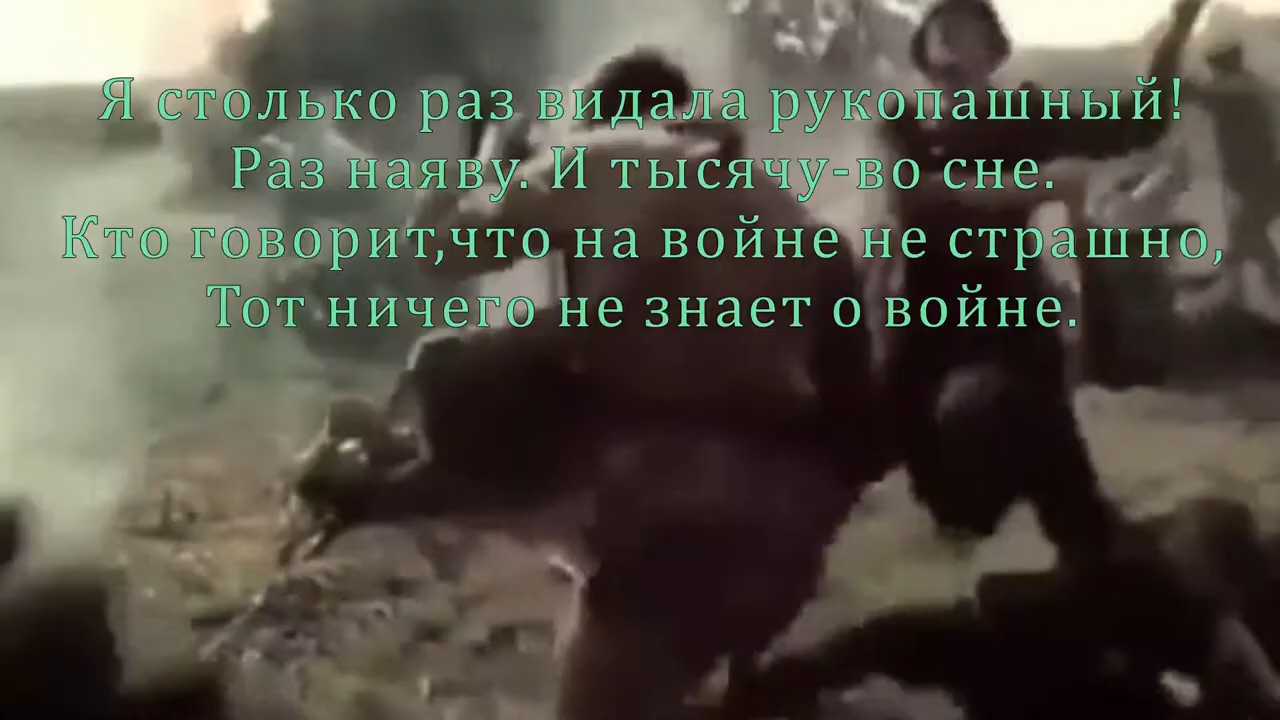 Я столько раз видала рукопашный!
Раз наяву. И тысячу-во сне.
Кто говорит,что на войне не страшно,
Тот ничего не знает о войне.